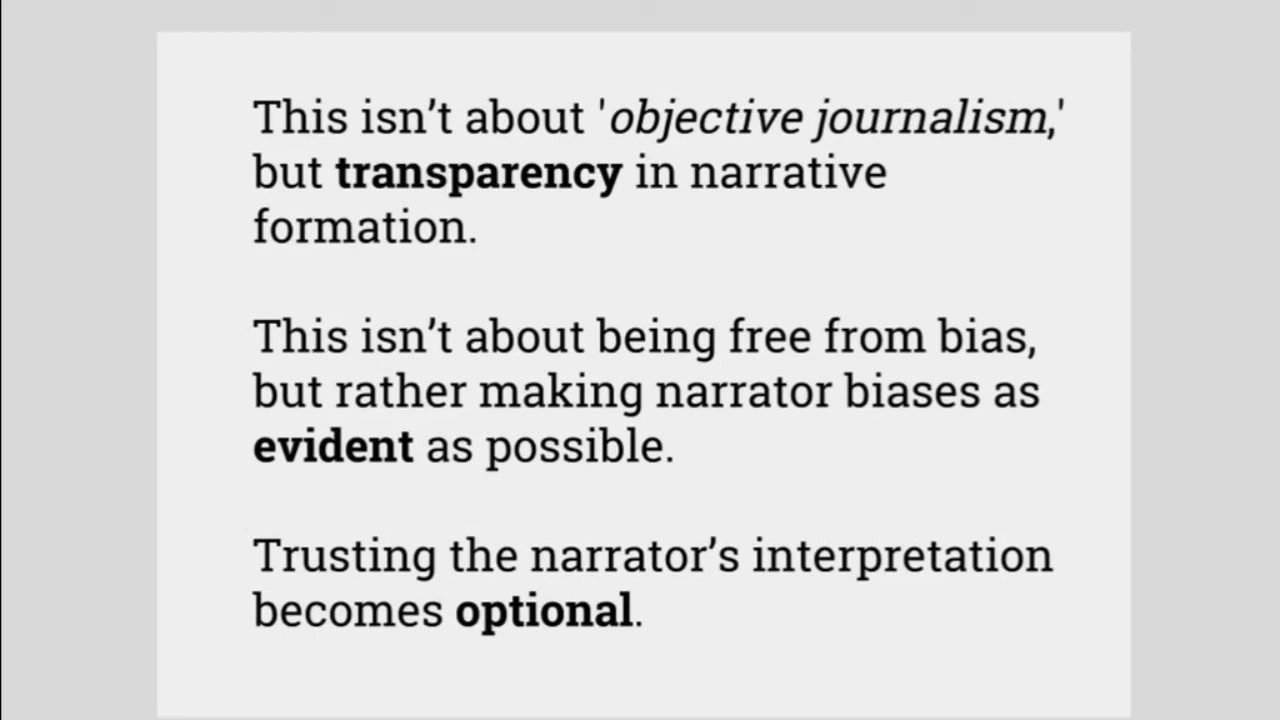 This isn’t about 'objective journalism,'
but transparency in narrative
formation.
This isn’t about being free from bias,
but rather making narrator biases as
evident as possible.
Trusting the narrator’s interpretation
becomes optional.